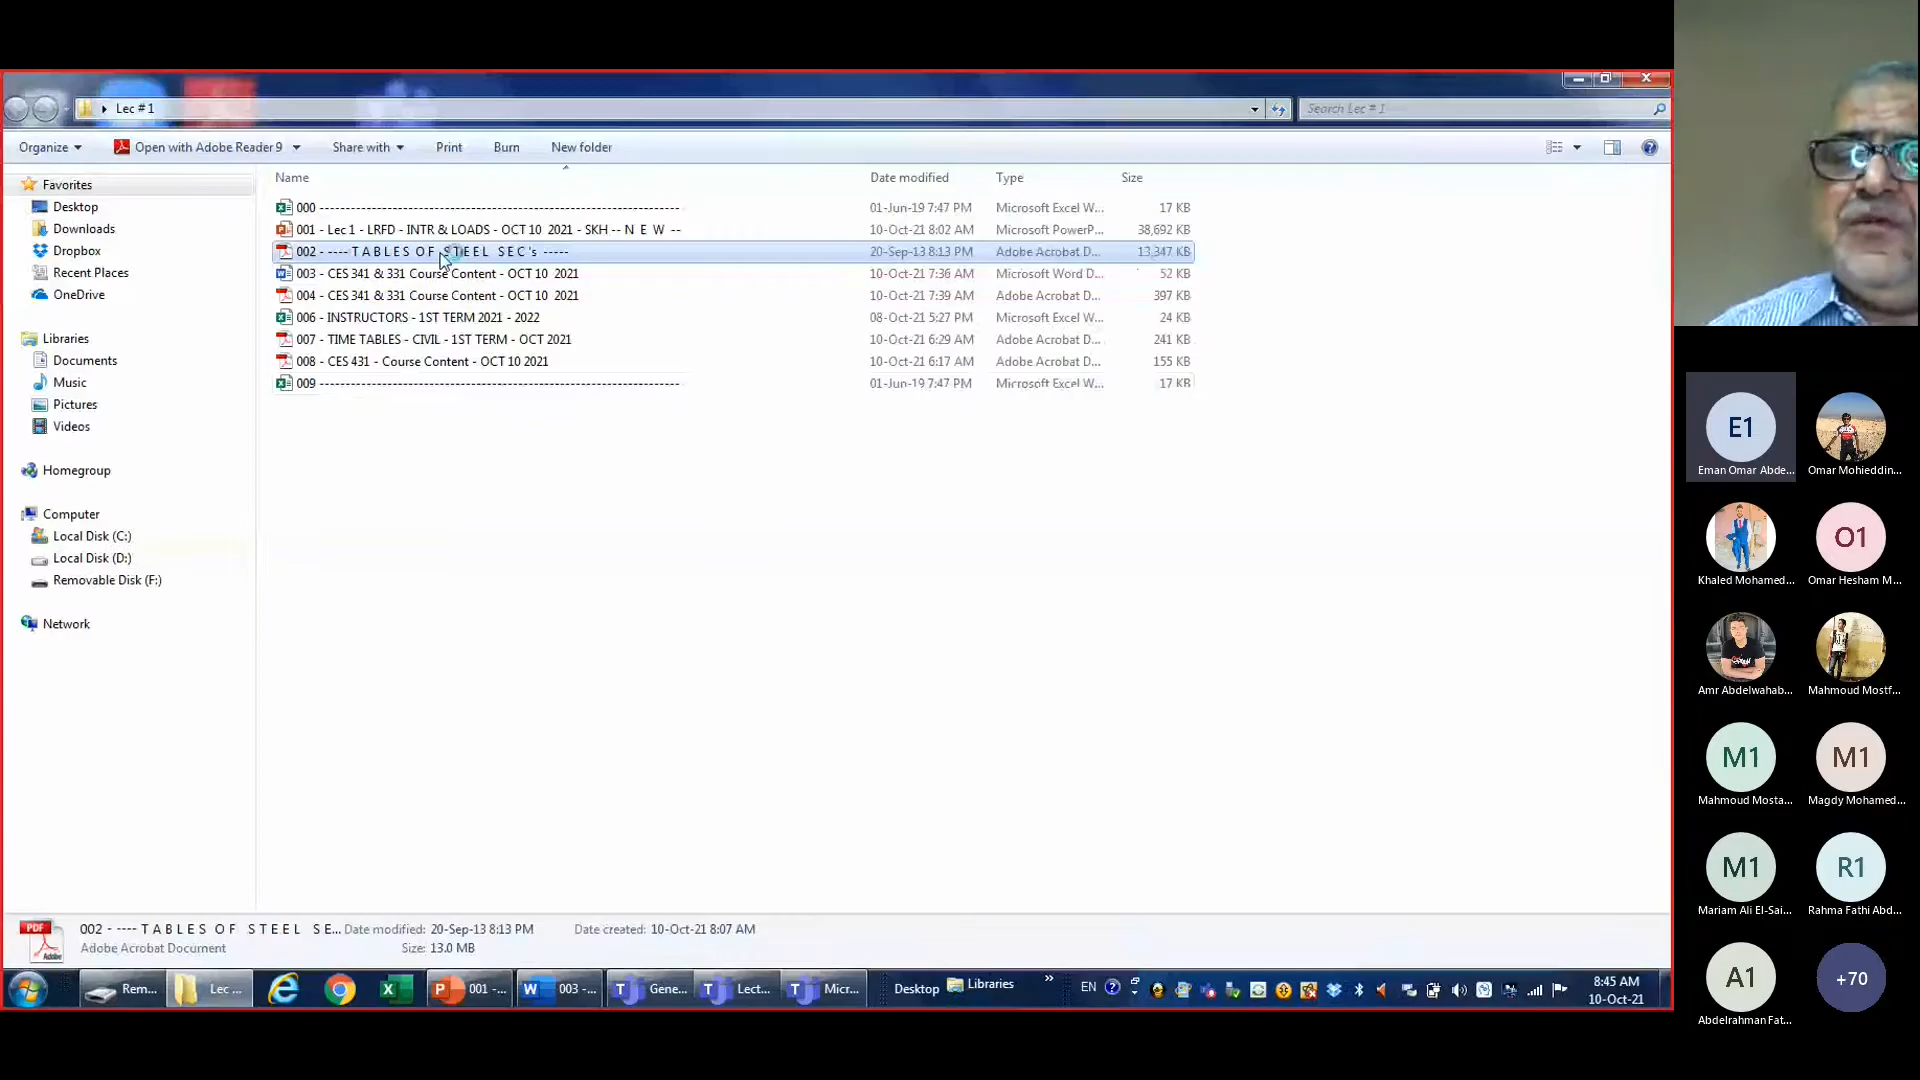 Lec # 1
Search Lec # 1
Organize
Open with Adobe Reader 9
Share with
Print
Burn
New folder
Name
Date modified
Type
Size
Favorites
Desktop
Downloads
Dropbox
Recent Places
OneDrive
Libraries
Documents
Music
Pictures
Videos
Homegroup
Computer
Local Disk (C:)
Local Disk (D:)
Removable Disk (F:)
Network
000 --------------------------------------------------------------------- 01-Jun-19 7:47 PM Microsoft Excel W... 17 KB
001 - Lec 1 - LRFD - INTR & LOADS - OCT 10 2021 - SKH -- N E W -- 10-Oct-21 8:02 AM Microsoft PowerP... 38,692 KB
002 - ---- T A B L E S O F S T E E L S E C 's ----- 20-Sep-13 8:13 PM Adobe Acrobat D... 13,347 KB
003 - CES 341 & 331 Course Content - OCT 10 2021 10-Oct-21 7:36 AM Microsoft Word D... 52 KB
004 - CES 341 & 331 Course Content - OCT 10 2021 10-Oct-21 7:39 AM Adobe Acrobat D... 397 KB
006 - INSTRUCTORS - 1ST TERM 2021 - 2022 08-Oct-21 5:27 PM Microsoft Excel W... 24 KB
007 - TIME TABLES - CIVIL - 1ST TERM - OCT 2021 10-Oct-21 6:29 AM Adobe Acrobat D... 241 KB
008 - CES 431 - Course Content - OCT 10 2021 10-Oct-21 6:17 AM Adobe Acrobat D... 155 KB
009 --------------------------------------------------------------------- 01-Jun-19 7:47 PM Microsoft Excel W... 17 KB
PDF
Adobe
002 - ---- T A B L E S O F S T E E L S E... Date modified: 20-Sep-13 8:13 PM Date created: 10-Oct-21 8:07 AM
Adobe Acrobat Document Size: 13.0 MB
Rem...
Lec ...
001 -...
003 -...
Gene...
Lect...
Micr...
Desktop
Libraries
»
EN
8:45 AM
10-Oct-21
E1
Eman Omar Abde...
Omar Mohieddin...
Khaled Mohamed...
O1
Omar Hesham M...
Amr Abdelwahab...
Mahmoud Mostf...
M1
Mahmoud Mosta...
M1
Magdy Mohamed...
M1
Mariam Ali El-Sai...
R1
Rahma Fathi Abd...
A1
Abdelrahman Fat...
+70